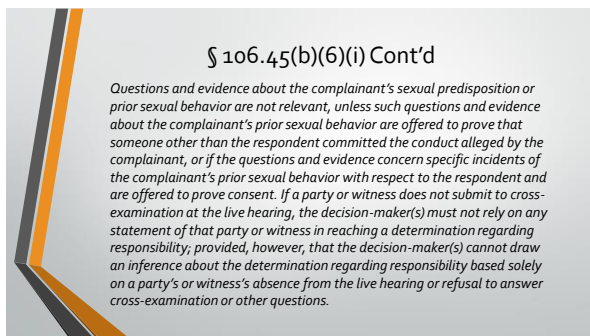 § 106.45(b)(6)(i) Cont’d
Questions and evidence about the complainant’s sexual predisposition or
prior sexual behavior are not relevant, unless such questions and evidence
about the complainant’s prior sexual behavior are offered to prove that
someone other than the respondent committed the conduct alleged by the
complainant, or if the questions and evidence concern specific incidents of
the complainant’s prior sexual behavior with respect to the respondent and
are offered to prove consent. If a party or witness does not submit to cross-
examination at the live hearing, the decision-maker(s) must not rely on any
statement of that party or witness in reaching a determination regarding
responsibility; provided, however, that the decision-maker(s) cannot draw
an inference about the determination regarding responsibility based solely
on a party’s or witness’s absence from the live hearing or refusal to answer
cross-examination or other questions.